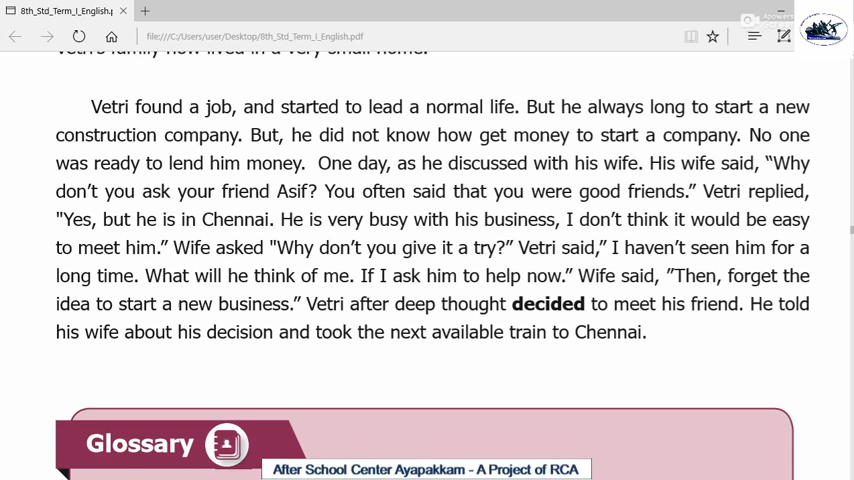 8th_Std_Term_I_English.p
file:///C:/Users/user/Desktop/8th_Std_Term_I_English.pdf
Vetri's family now lived in a very small home.
Vetri found a job, and started to lead a normal life. But he always long to start a new
construction company. But, he did not know how get money to start a company. No one
was ready to lend him money.  One day, as he discussed with his wife. His wife said, “Why
don’t you ask your friend Asif? You often said that you were good friends.” Vetri replied,
"Yes, but he is in Chennai. He is very busy with his business, I don’t think it would be easy
to meet him.” Wife asked "Why don’t you give it a try?” Vetri said,” I haven’t seen him for a
long time. What will he think of me. If I ask him to help now.” Wife said, ”Then, forget the
idea to start a new business.” Vetri after deep thought decided to meet his friend. He told
his wife about his decision and took the next available train to Chennai.
Glossary
After School Center Ayapakkam - A Project of RCA